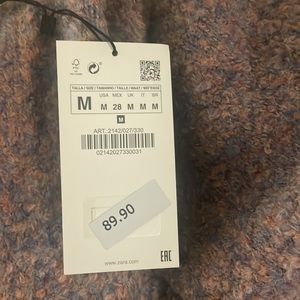 TALLA / SIZE / TAMANHO / TAILLE / MAAT / МӨЛШЕРІ
M
USA MEX UK IT BR
M 28 M M M
M
ART. 2142/027/330
02142027330031
89.90
www.zara.com
EAC